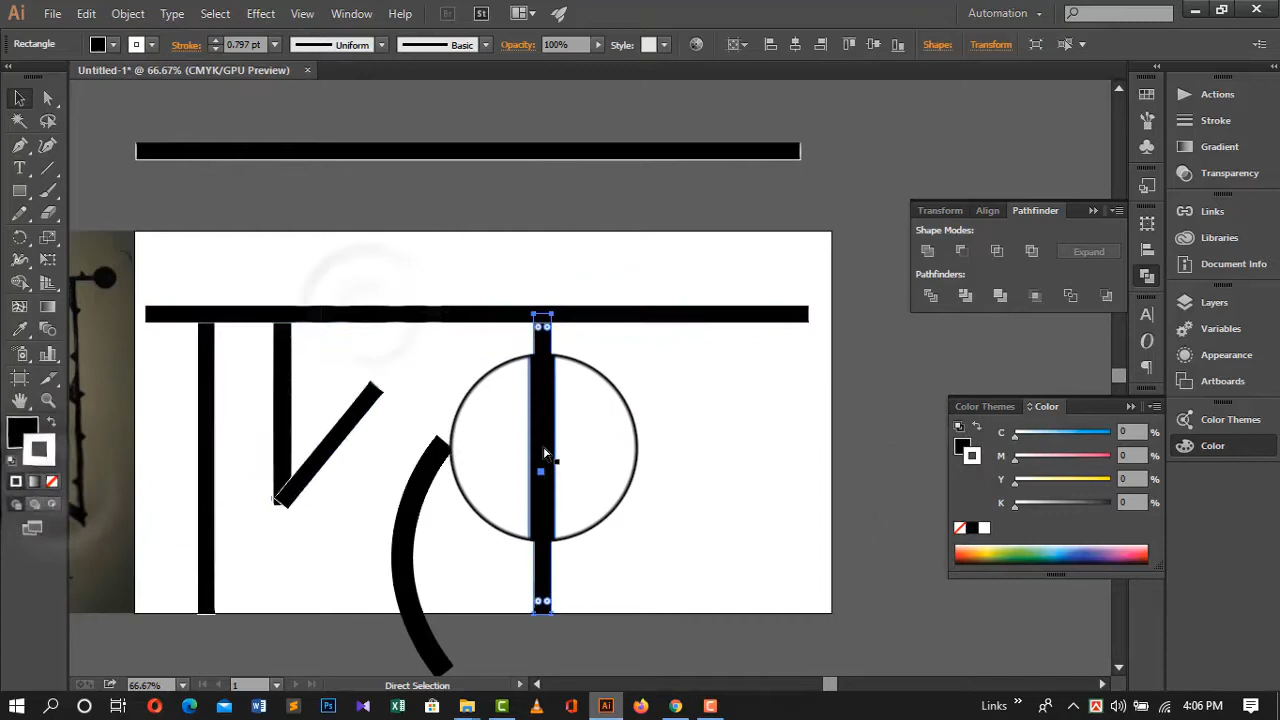 Ai File Edit Object Type Select Effect View Window Help Br St Automation
Rectangle Stroke: 0.797 pt Uniform Basic Opacity: 100% Style: Shape: Transform
Untitled-1* @ 66.67% (CMYK/GPU Preview) ×
Actions
Stroke
Gradient
Transparency
Links
Libraries
Document Info
Layers
Variables
Appearance
Artboards
Color Themes
Color
Transform Align Pathfinder
Shape Modes:
Expand
Pathfinders:
Color Themes Color
C 0 %
M 0 %
Y 0 %
K 0 %
66.67% 1 Direct Selection
Links 4:06 PM